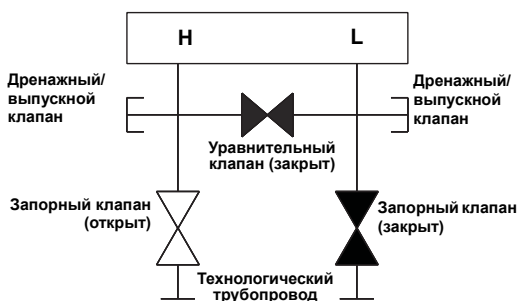 H
L
Дренажный/
выпускной
клапан
Дренажный/
выпускной
клапан
Уравнительный
клапан (закрыт)
Запорный клапан
(открыт)
Запорный клапан
(закрыт)
Технологический
трубопровод